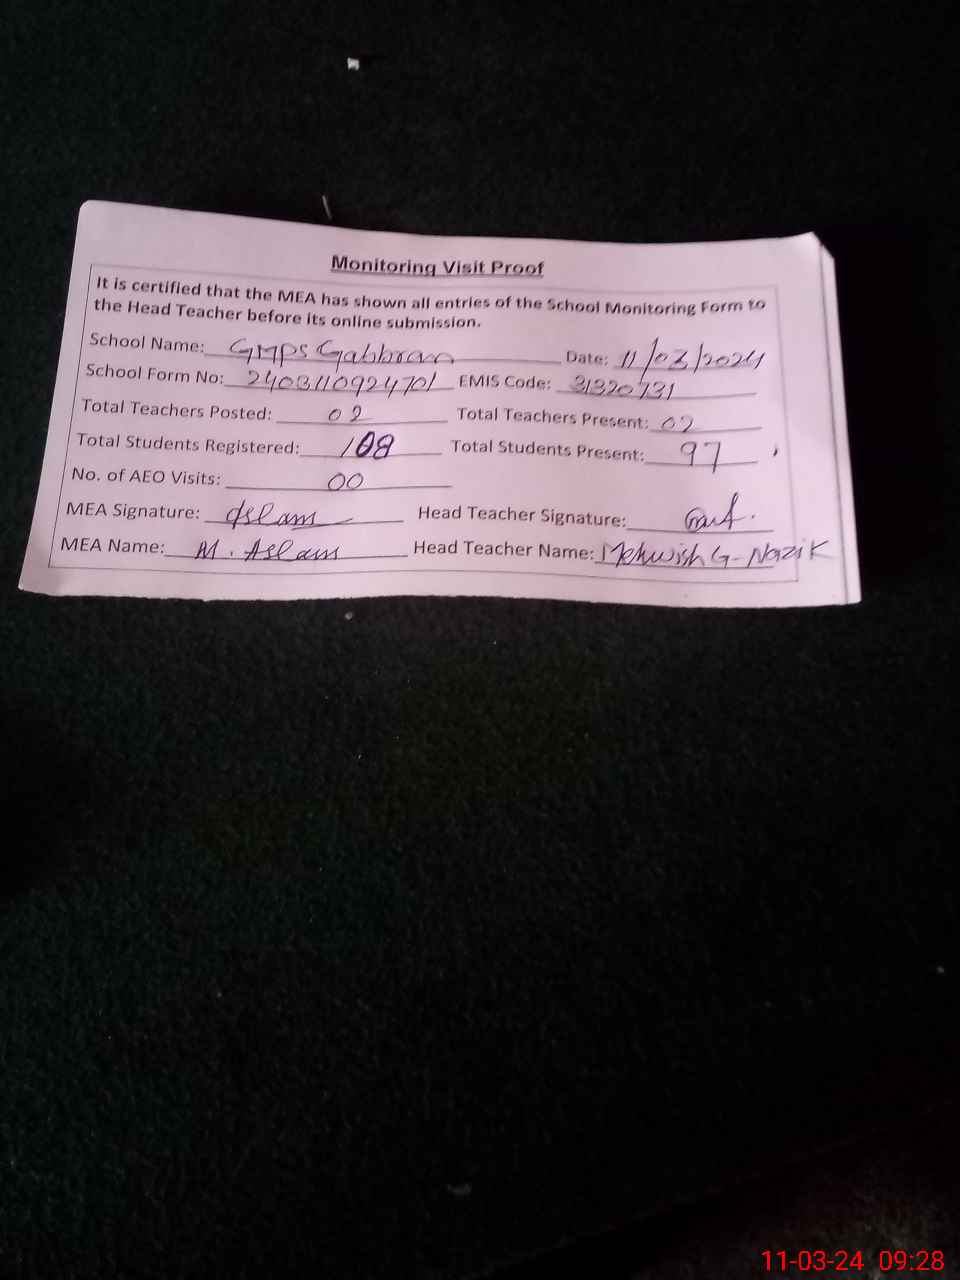 Monitoring Visit Proof
It is certified that the MEA has shown all entries of the School Monitoring Form to
the Head Teacher before its online submission.
School Name: GMPS Gabbran Date: 11/03/2024
School Form No: 2403110924701 EMIS Code: 31320731
Total Teachers Posted: 02 Total Teachers Present: 02
Total Students Registered: 108 Total Students Present: 97
No. of AEO Visits: 00
MEA Signature: Aslam Head Teacher Signature:
MEA Name: M. Aslam Head Teacher Name: Mehwish G-Nazik
11-03-24 09:28